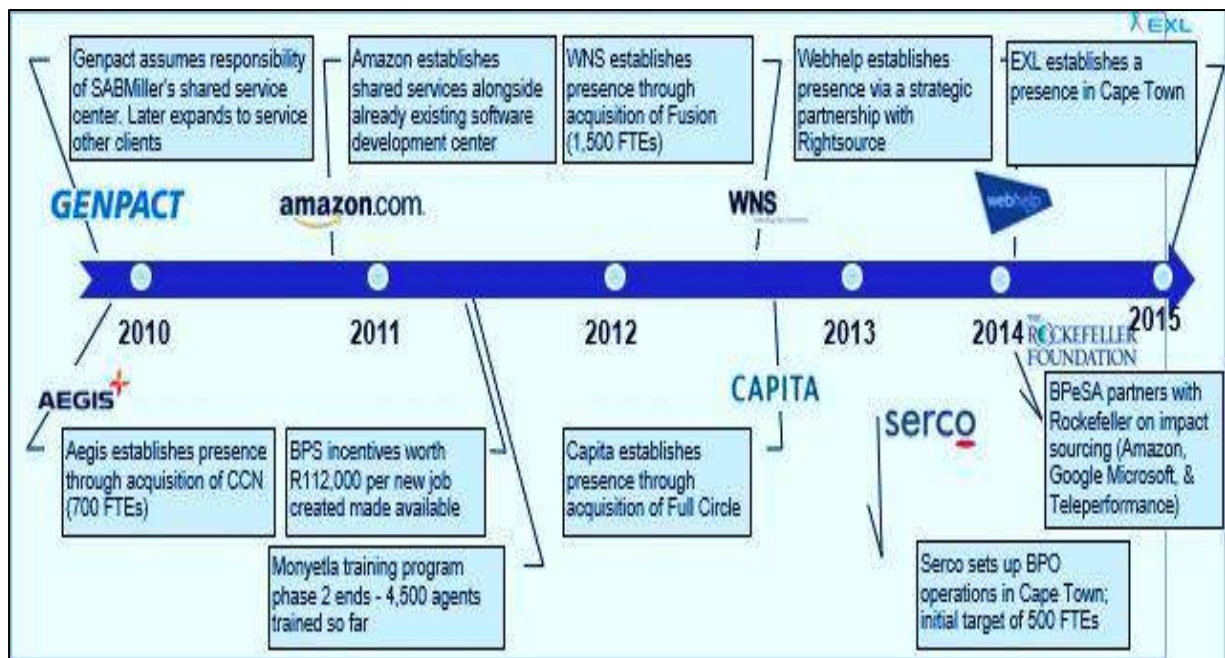 EXL
Genpact assumes responsibility
of SABMiller's shared service
center. Later expands to service
other clients
Amazon establishes
shared services alongside
already existing software
development center
WNS establishes
presence through
acquisition of Fusion
(1,500 FTEs)
Webhelp establishes
presence via a strategic
partnership with
Rightsource
EXL establishes a
presence in Cape Town
GENPACT
amazon.com
WNS
webhelp
2010
2011
2012
2013
2014
2015
THE
ROCKEFELLER
FOUNDATION
AEGIS
CAPITA
serco
Aegis establishes presence
through acquisition of CCN
(700 FTEs)
BPS incentives worth
R112,000 per new job
created made available
Capita establishes
presence through
acquisition of Full Circle
BPeSA partners with
Rockefeller on impact
sourcing (Amazon,
Google Microsoft, &
Teleperformance)
Monyetla training program
phase 2 ends - 4,500 agents
trained so far
Serco sets up BPO
operations in Cape Town;
initial target of 500 FTEs